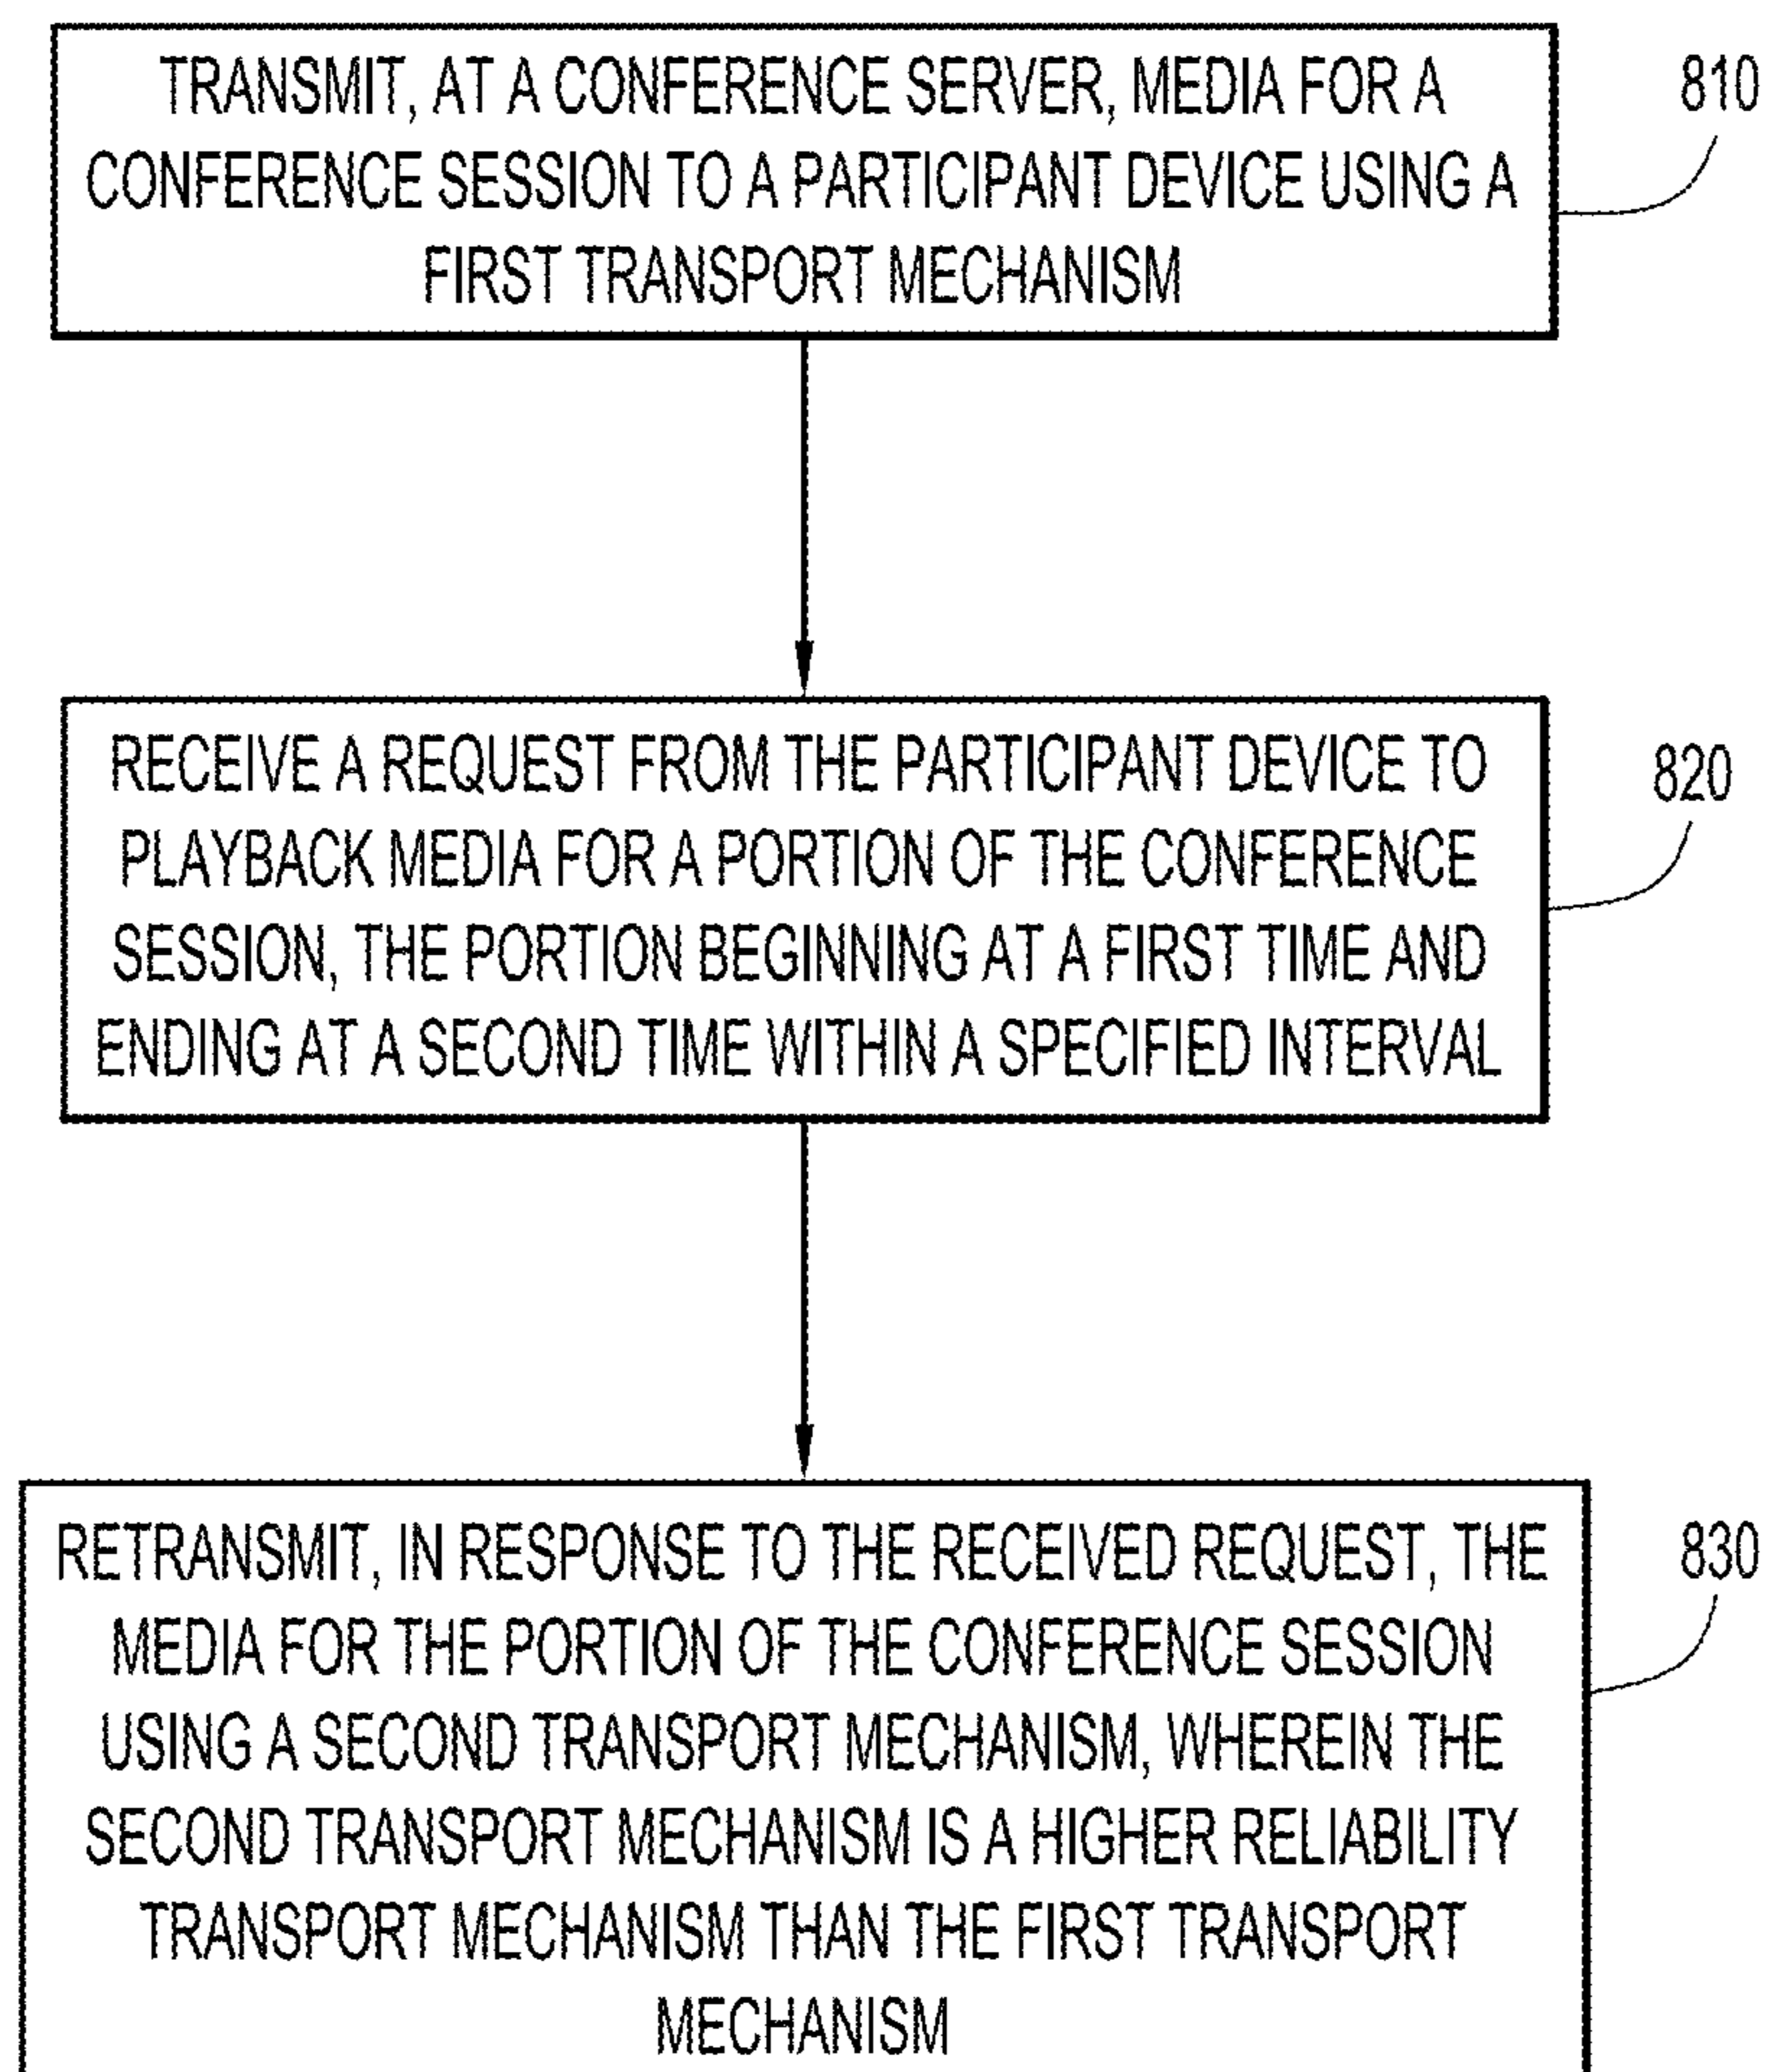 TRANSMIT, AT A CONFERENCE SERVER, MEDIA FOR A
CONFERENCE SESSION TO A PARTICIPANT DEVICE USING A
FIRST TRANSPORT MECHANISM
810
RECEIVE A REQUEST FROM THE PARTICIPANT DEVICE TO
PLAYBACK MEDIA FOR A PORTION OF THE CONFERENCE
SESSION, THE PORTION BEGINNING AT A FIRST TIME AND
ENDING AT A SECOND TIME WITHIN A SPECIFIED INTERVAL
820
RETRANSMIT, IN RESPONSE TO THE RECEIVED REQUEST, THE
MEDIA FOR THE PORTION OF THE CONFERENCE SESSION
USING A SECOND TRANSPORT MECHANISM, WHEREIN THE
SECOND TRANSPORT MECHANISM IS A HIGHER RELIABILITY
TRANSPORT MECHANISM THAN THE FIRST TRANSPORT
MECHANISM
830